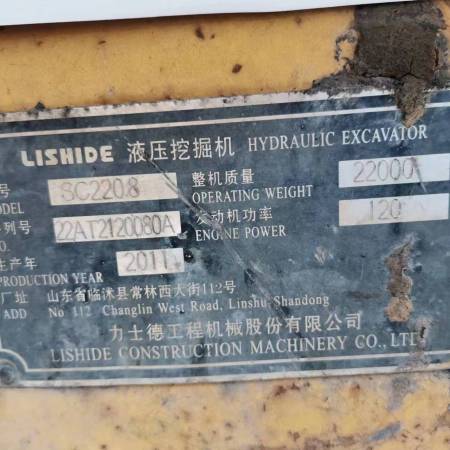 LISHIDE 液压挖掘机 HYDRAULIC EXCAVATOR
号 SC220.8 整机质量 22000
MODEL OPERATING WEIGHT
列号 22AT2120080A 发动机功率 120
NO. ENGINE POWER
生产年 2011
PRODUCTION YEAR
厂址 山东省临沭县常林西大街112号
ADD No 112 Changlin West Road, Linshu, Shandong
力士德工程机械股份有限公司
LISHIDE CONSTRUCTION MACHINERY CO., LTD